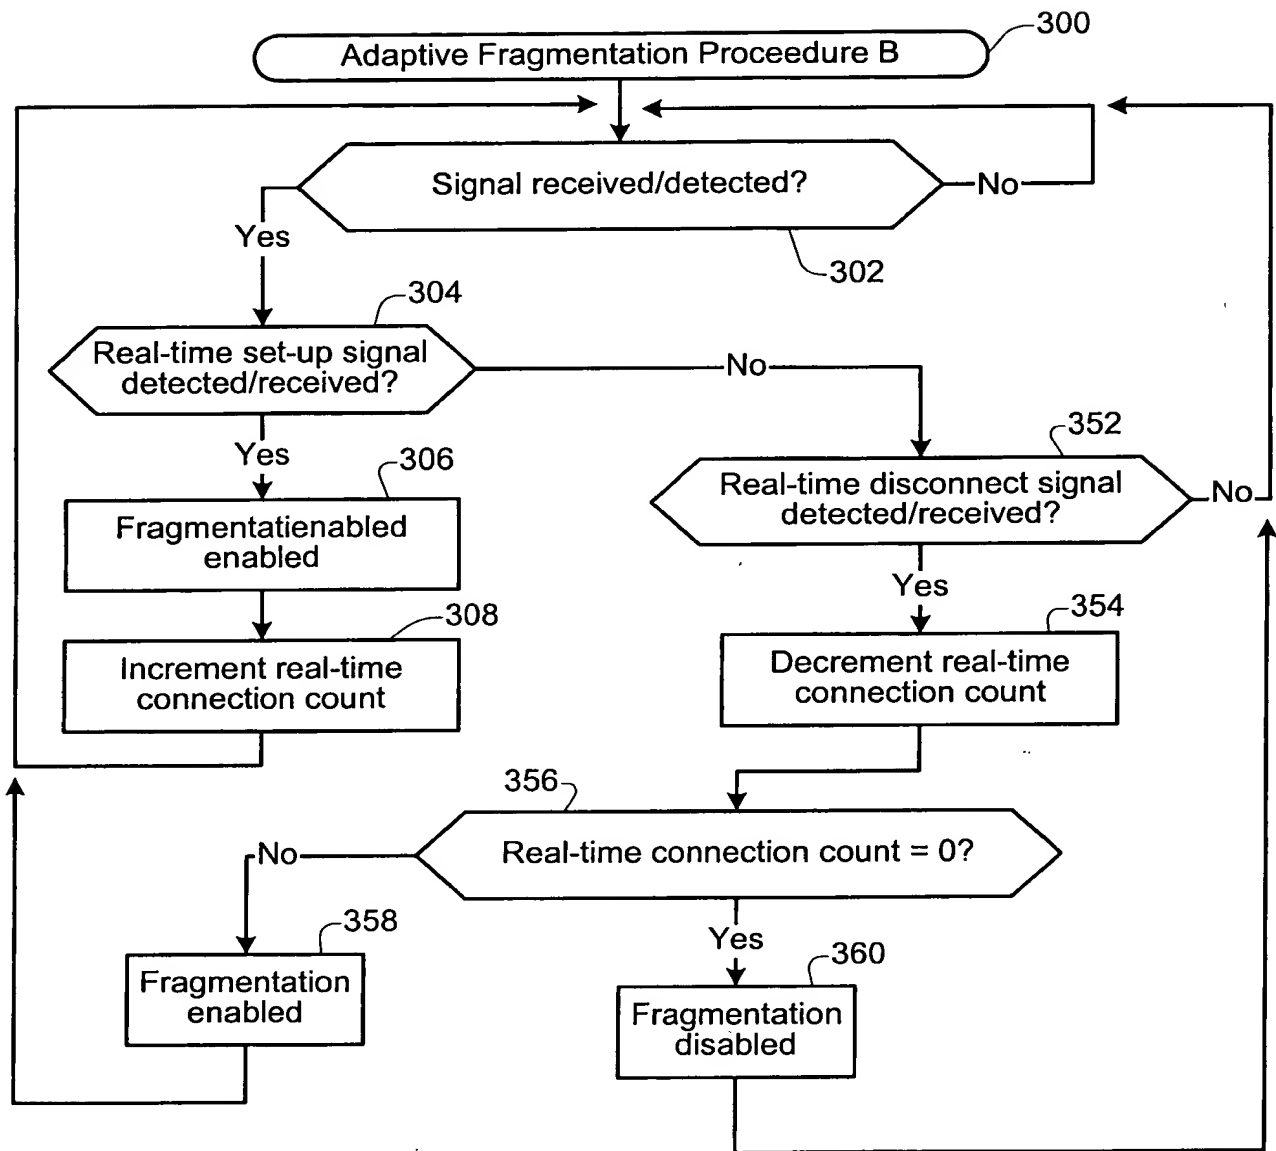 300
Adaptive Fragmentation Proceedure B
Signal received/detected?
No
302
Yes
304
Real-time set-up signal
detected/received?
No
Yes
306
352
Real-time disconnect signal
detected/received?
No
Fragmentatienabled
enabled
Yes
308
354
Increment real-time
connection count
Decrement real-time
connection count
356
Real-time connection count = 0?
No
Yes
358
360
Fragmentation
enabled
Fragmentation
disabled